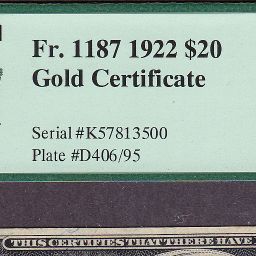 Fr. 1187 1922 $20
Gold Certificate
Serial #K57813500
Plate #D406/95
THIS CERTIFIES THAT THERE HAVE